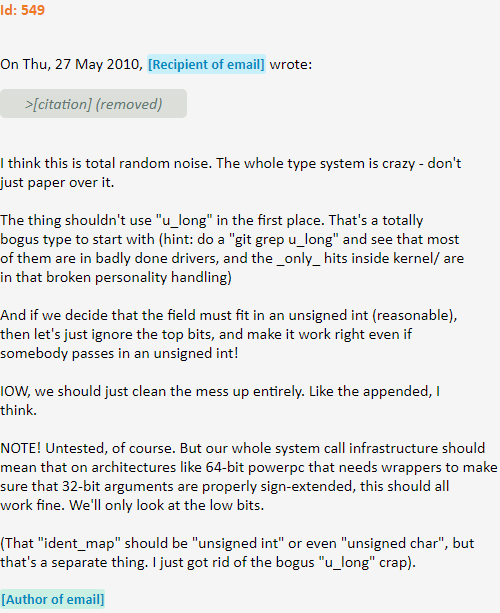 Id: 549
On Thu, 27 May 2010, [Recipient of email] wrote:
>[citation] (removed)
I think this is total random noise. The whole type system is crazy - don't
just paper over it.
The thing shouldn't use "u_long" in the first place. That's a totally
bogus type to start with (hint: do a "git grep u_long" and see that most
of them are in badly done drivers, and the _only_ hits inside kernel/ are
in that broken personality handling)
And if we decide that the field must fit in an unsigned int (reasonable),
then let's just ignore the top bits, and make it work right even if
somebody passes in an unsigned int!
IOW, we should just clean the mess up entirely. Like the appended, I
think.
NOTE! Untested, of course. But our whole system call infrastructure should
mean that on architectures like 64-bit powerpc that needs wrappers to make
sure that 32-bit arguments are properly sign-extended, this should all
work fine. We'll only look at the low bits.
(That "ident_map" should be "unsigned int" or even "unsigned char", but
that's a separate thing. I just got rid of the bogus "u_long" crap).
[Author of email]